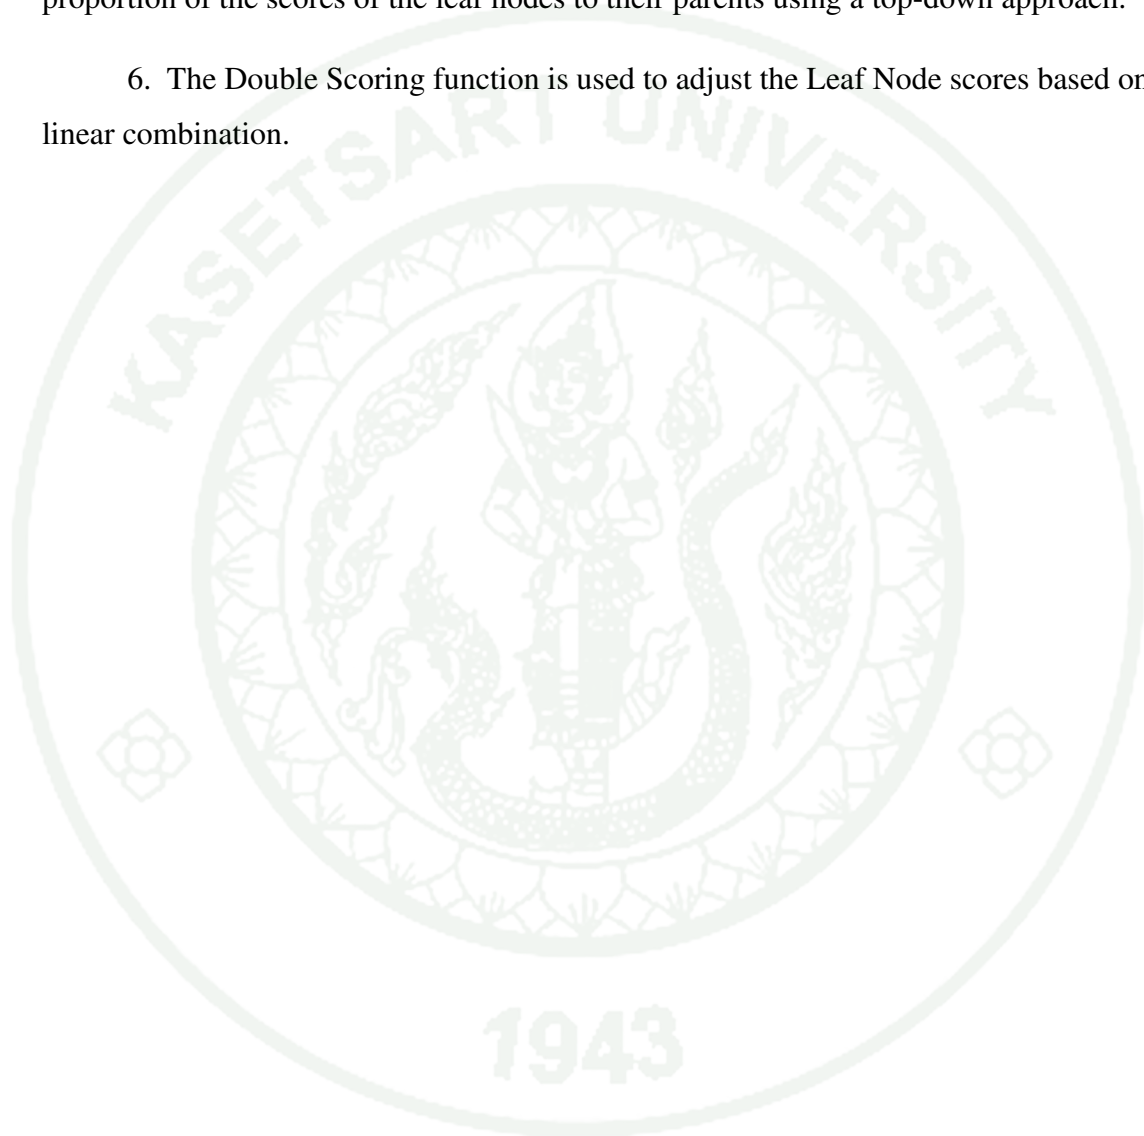 proportion of the scores of the leaf nodes to their parents using a top-down approach.
6. The Double Scoring function is used to adjust the Leaf Node scores based on
linear combination.
KASETSART UNIVERSITY
1943